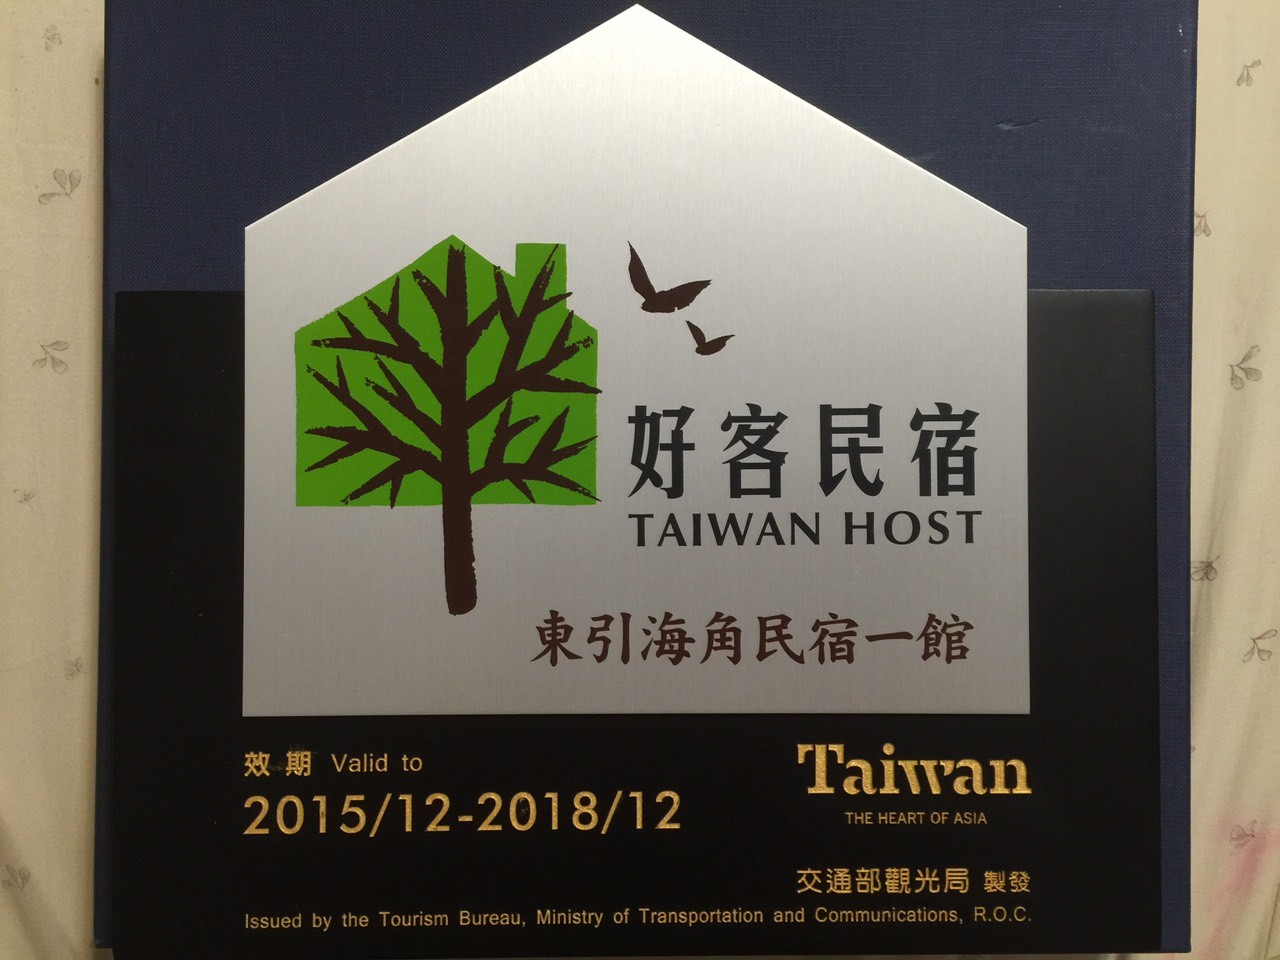 好客民宿
TAIWAN HOST
東引海角民宿一館
效期 Valid to
2015/12-2018/12
Taiwan
THE HEART OF ASIA
交通部觀光局 製發
Issued by the Tourism Bureau, Ministry of Transportation and Communications, R.O.C.